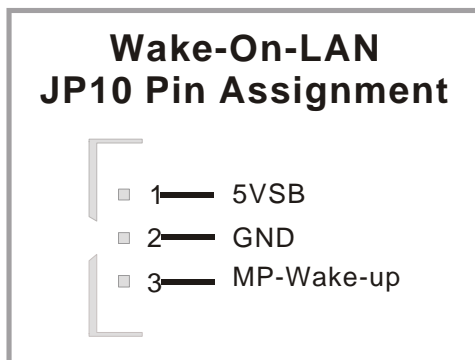 Wake-On-LAN
JP10 Pin Assignment
1 5VSB
2 GND
3 MP-Wake-up